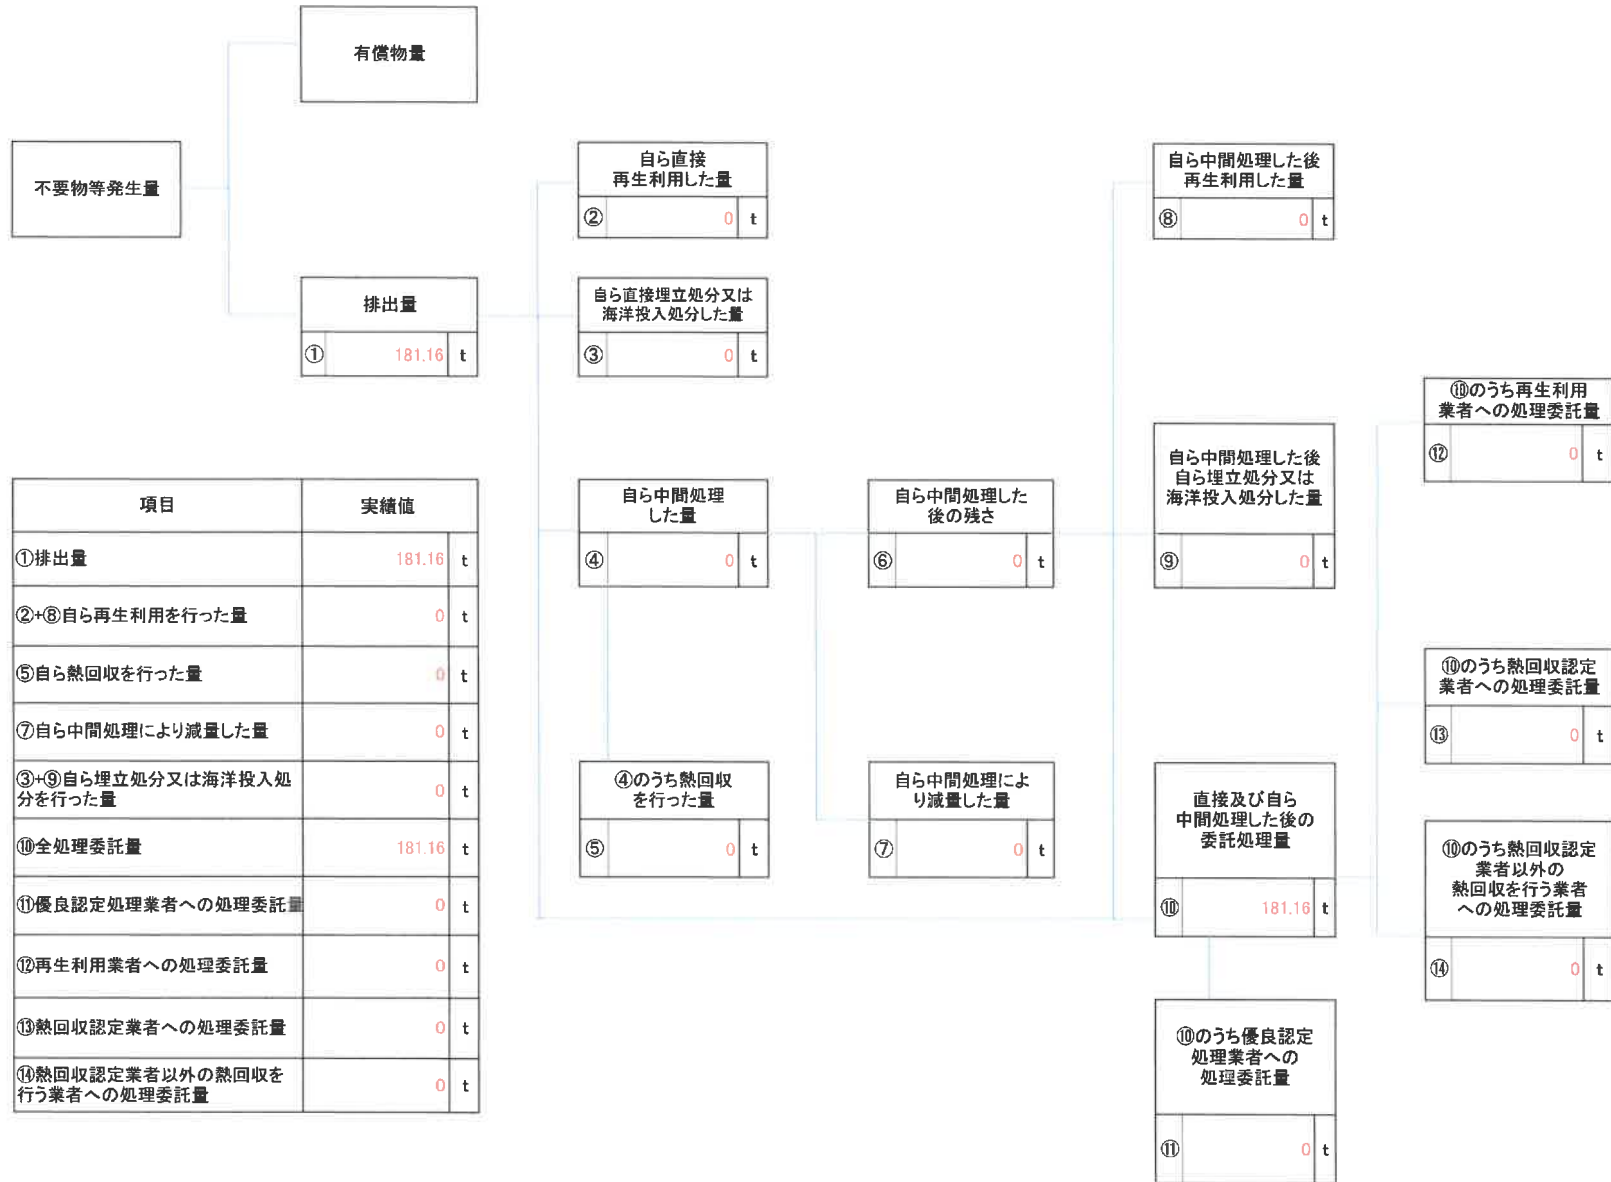 有償物量
不要物等発生量
排出量
① 181.16 t
自ら直接
再生利用した量
② 0 t
自ら直接埋立処分又は
海洋投入処分した量
③ 0 t
自ら中間処理
した量
④ 0 t
④のうち熱回収
を行った量
⑤ 0 t
自ら中間処理した
後の残さ
⑥ 0 t
自ら中間処理によ
り減量した量
⑦ 0 t
自ら中間処理した後
再生利用した量
⑧ 0 t
自ら中間処理した後
自ら埋立処分又は
海洋投入処分した量
⑨ 0 t
直接及び自ら
中間処理した後の
委託処理量
⑩ 181.16 t
⑩のうち優良認定
処理業者への
処理委託量
⑪ 0 t
⑩のうち再生利用
業者への処理委託量
⑫ 0 t
⑩のうち熱回収認定
業者への処理委託量
⑬ 0 t
⑩のうち熱回収認定
業者以外の
熱回収を行う業者
への処理委託量
⑭ 0 t
項目 実績値
①排出量 181.16 t
②+⑧自ら再生利用を行った量 0 t
⑤自ら熱回収を行った量 0 t
⑦自ら中間処理により減量した量 0 t
③+⑨自ら埋立処分又は海洋投入処
分を行った量 0 t
⑩全処理委託量 181.16 t
⑪優良認定処理業者への処理委託量 0 t
⑫再生利用業者への処理委託量 0 t
⑬熱回収認定業者への処理委託量 0 t
⑭熱回収認定業者以外の熱回収を
行う業者への処理委託量 0 t